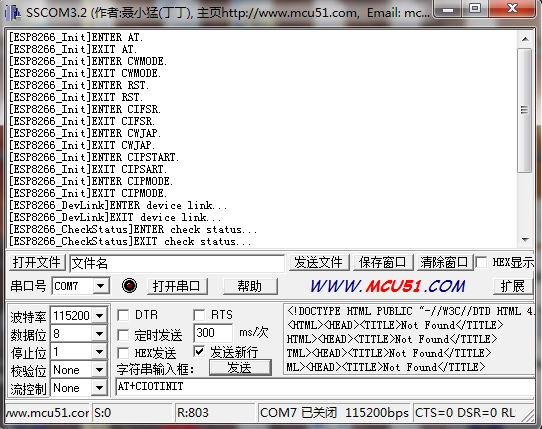 SSCOM3.2 (作者:聂小猛(丁丁), 主页http://www.mcu51.com,  Email: mc...
[ESP8266_Init]ENTER AT.
[ESP8266_Init]EXIT AT.
[ESP8266_Init]ENTER CWMODE.
[ESP8266_Init]EXIT CWMODE.
[ESP8266_Init]ENTER RST.
[ESP8266_Init]EXIT RST.
[ESP8266_Init]ENTER CIFSR.
[ESP8266_Init]EXIT CIFSR.
[ESP8266_Init]ENTER CWJAP.
[ESP8266_Init]EXIT CWJAP.
[ESP8266_Init]ENTER CIPSTART.
[ESP8266_Init]EXIT CIPSART.
[ESP8266_Init]ENTER CIPMODE.
[ESP8266_Init]EXIT CIPMODE.
[ESP8266_DevLink]ENTER device link...
[ESP8266_DevLink]EXIT device link...
[ESP8266_CheckStatus]ENTER check status...
[ESP8266_CheckStatus]EXIT check status...
打开文件 文件名 发送文件 保存窗口 清除窗口 HEX显示
串口号 COM7 打开串口 帮助 WWW.MCU51.COM 扩展
波特率 115200 DTR RTS
数据位 8 定时发送 300 ms/次
停止位 1 HEX发送 发送新行
校验位 None 字符串输入框: 发送
流控制 None AT+CIOTINIT
<!DOCTYPE HTML PUBLIC "-//W3C//DTD HTML 4.
<HTML><HEAD><TITLE>Not Found</TITLE>
HTML><HEAD><TITLE>Not Found</TITLE>
TML><HEAD><TITLE>Not Found</TITLE>
ML><HEAD><TITLE>Not Found</TITLE>
www.mcu51.cor S:0 R:803 COM7 已关闭 115200bps CTS=0 DSR=0 RL